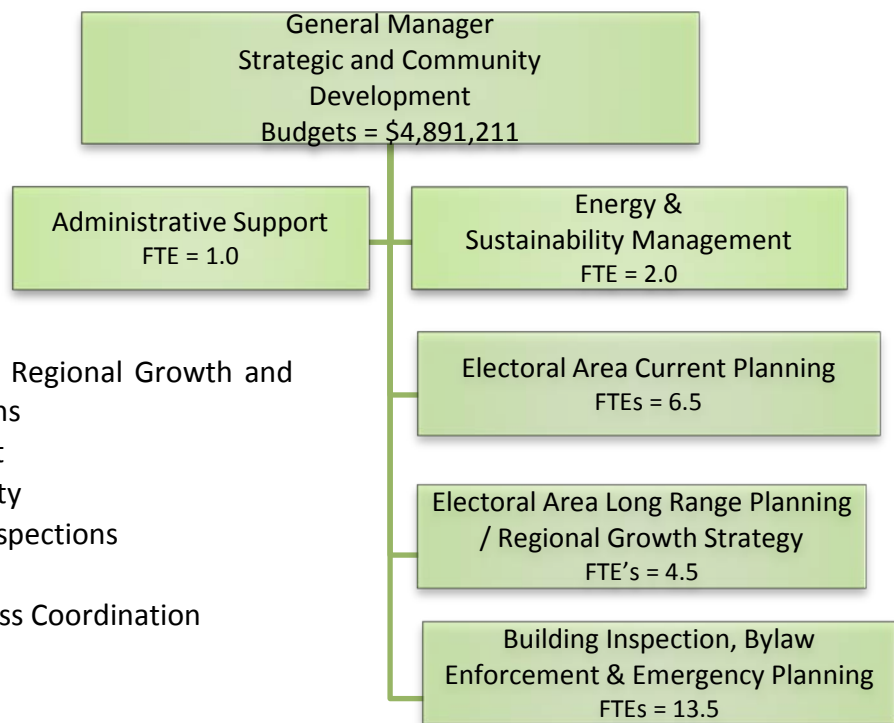 General Manager
Strategic and Community
Development
Budgets = $4,891,211
Administrative Support
FTE = 1.0
Energy &
Sustainability Management
FTE = 2.0
Regional Growth and
ns
t
ty
spections
ss Coordination
Electoral Area Current Planning
FTEs = 6.5
Electoral Area Long Range Planning
/ Regional Growth Strategy
FTE’s = 4.5
Building Inspection, Bylaw
Enforcement & Emergency Planning
FTEs = 13.5